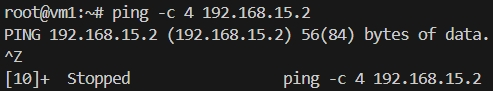 root@vm1:~# ping -c 4 192.168.15.2
PING 192.168.15.2 (192.168.15.2) 56(84) bytes of data.
^Z
[10]+  Stopped                 ping -c 4 192.168.15.2